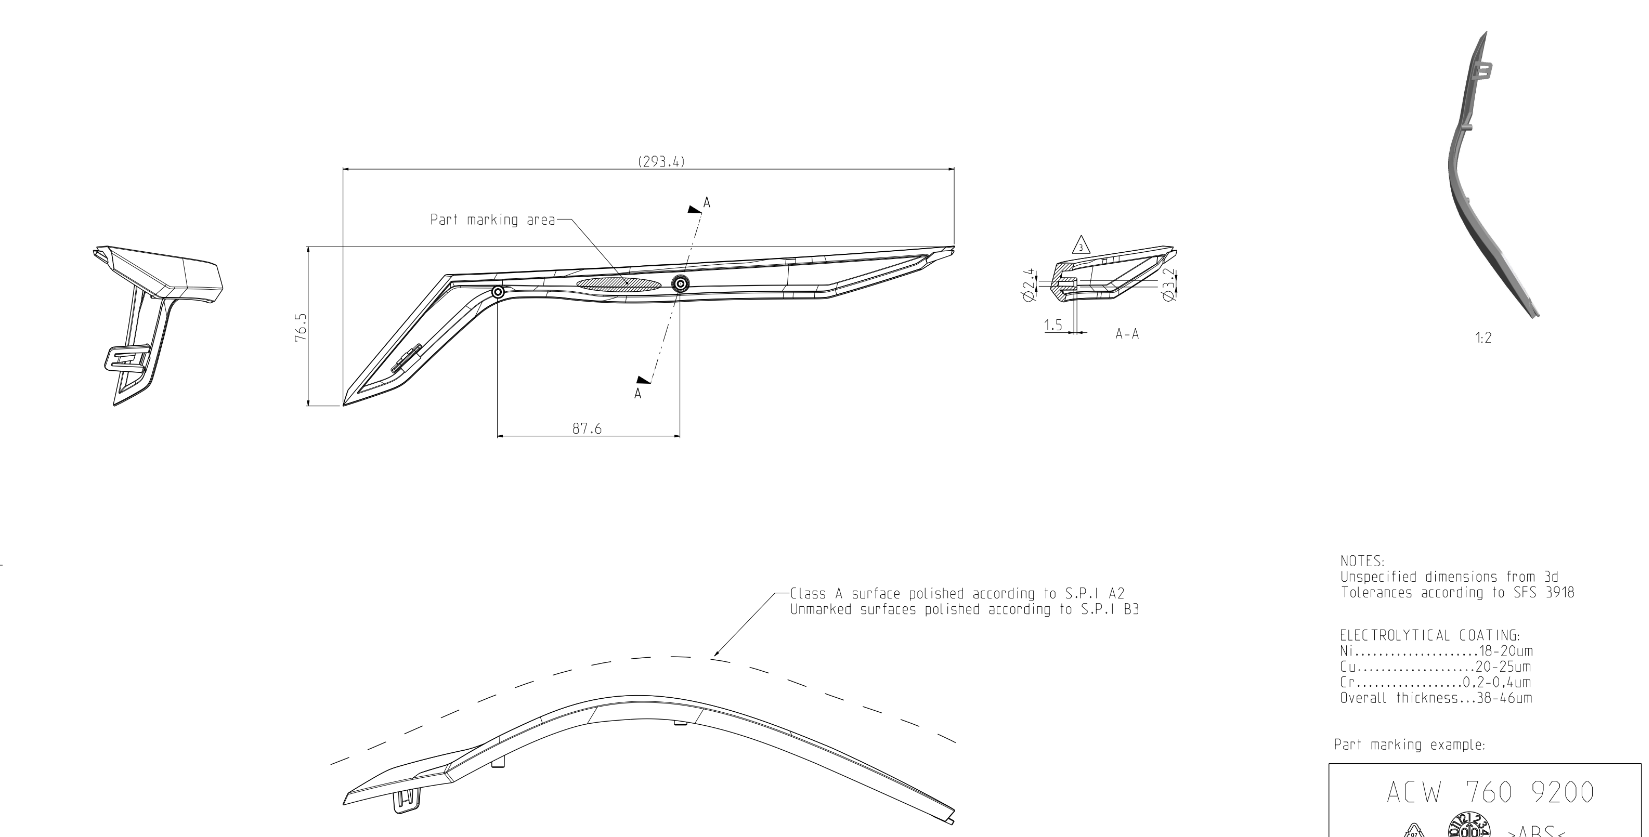 (293.4)
A
Part marking area
3
76.5
Ø2.4
Ø3.2
1.5
A-A
1:2
A
87.6
NOTES:
Unspecified dimensions from 3d
Tolerances according to SFS 3918
Class A surface polished according to S.P.I A2
Unmarked surfaces polished according to S.P.I B3
ELECTROLYTICAL COATING:
Ni.....................18-20um
Cu....................20-25um
Cr..................0,2-0,4um
Overall thickness...38-46um
Part marking example:
ACW 760 9200
>ABS<